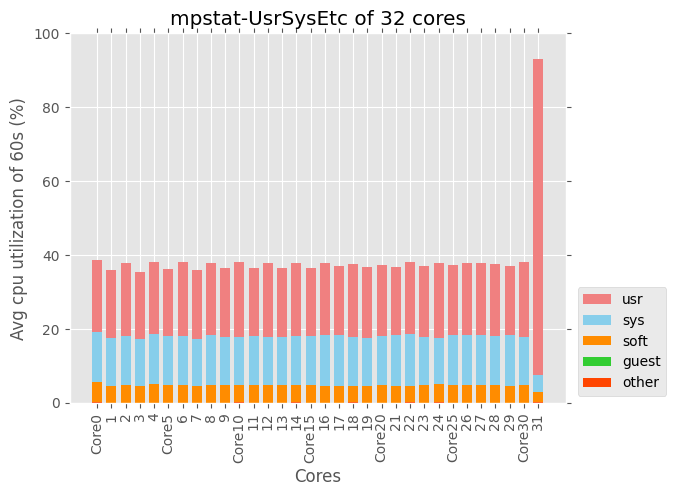 mpstat-UsrSysEtc of 32 cores
Avg cpu utilization of 60s (%)
100
80
60
40
20
0
Core0
1
2
3
4
Core5
6
7
8
9
Core10
11
12
13
14
Core15
16
17
18
19
Core20
21
22
23
24
Core25
26
27
28
29
Core30
31
Cores
usr
sys
soft
guest
other